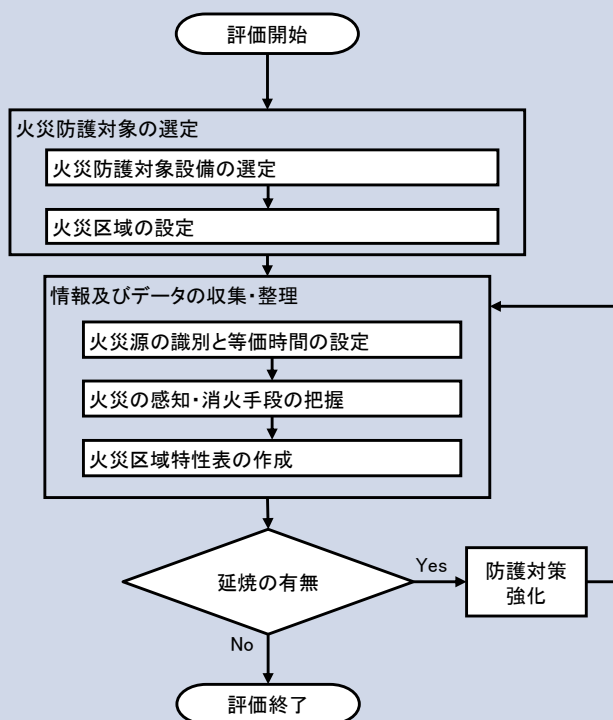 評価開始
火災防護対象の選定
火災防護対象設備の選定
火災区域の設定
情報及びデータの収集・整理
火災源の識別と等価時間の設定
火災の感知・消火手段の把握
火災区域特性表の作成
延焼の有無
Yes
防護対策
強化
No
評価終了